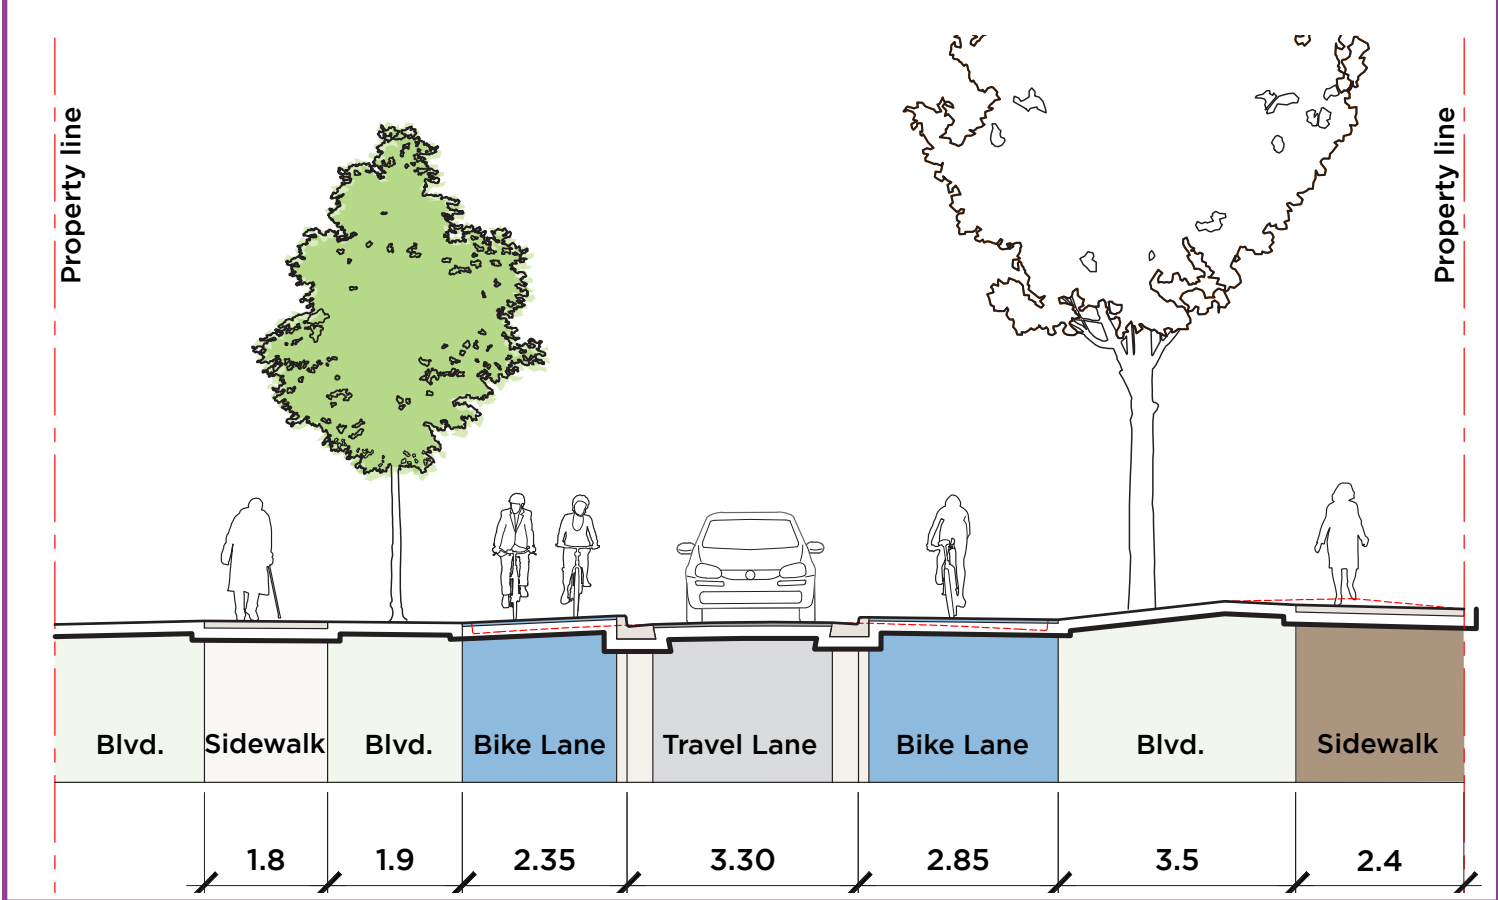 Property line
Property line
Blvd.
Sidewalk
Blvd.
Bike Lane
Travel Lane
Bike Lane
Blvd.
Sidewalk
1.8
1.9
2.35
3.30
2.85
3.5
2.4